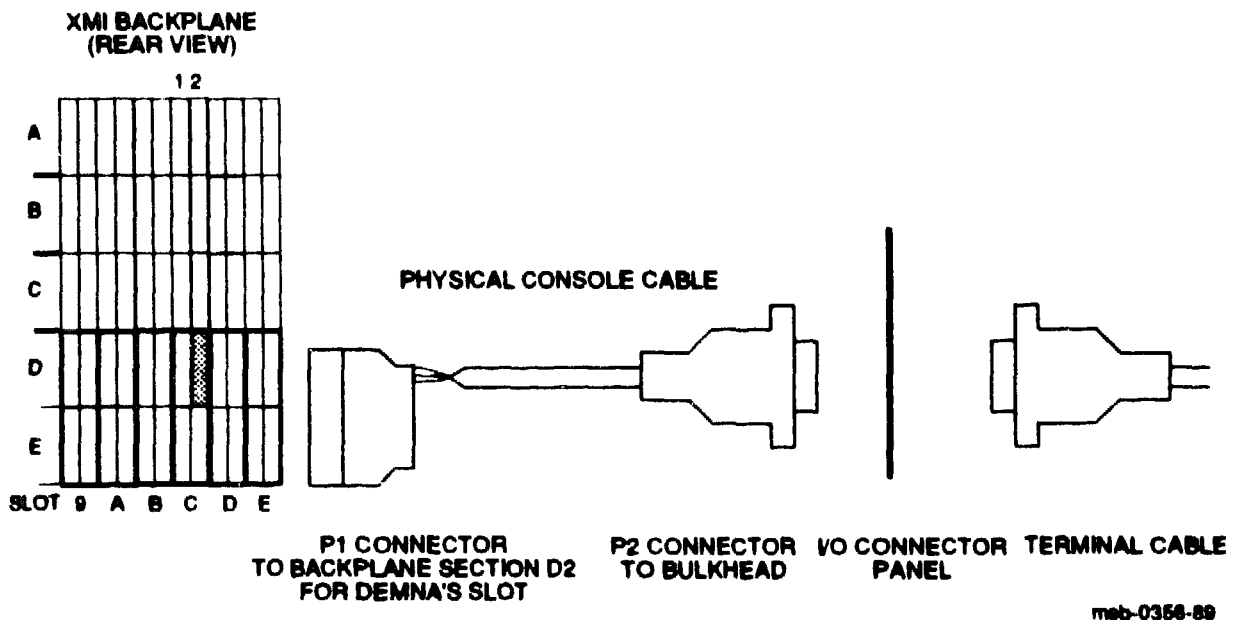 XMI BACKPLANE
(REAR VIEW)
1 2
A
B
C
D
E
SLOT 9 A B C D E
PHYSICAL CONSOLE CABLE
P1 CONNECTOR
TO BACKPLANE SECTION D2
FOR DEMNA'S SLOT
P2 CONNECTOR
TO BULKHEAD
I/O CONNECTOR
PANEL
TERMINAL CABLE
msb-0356-89